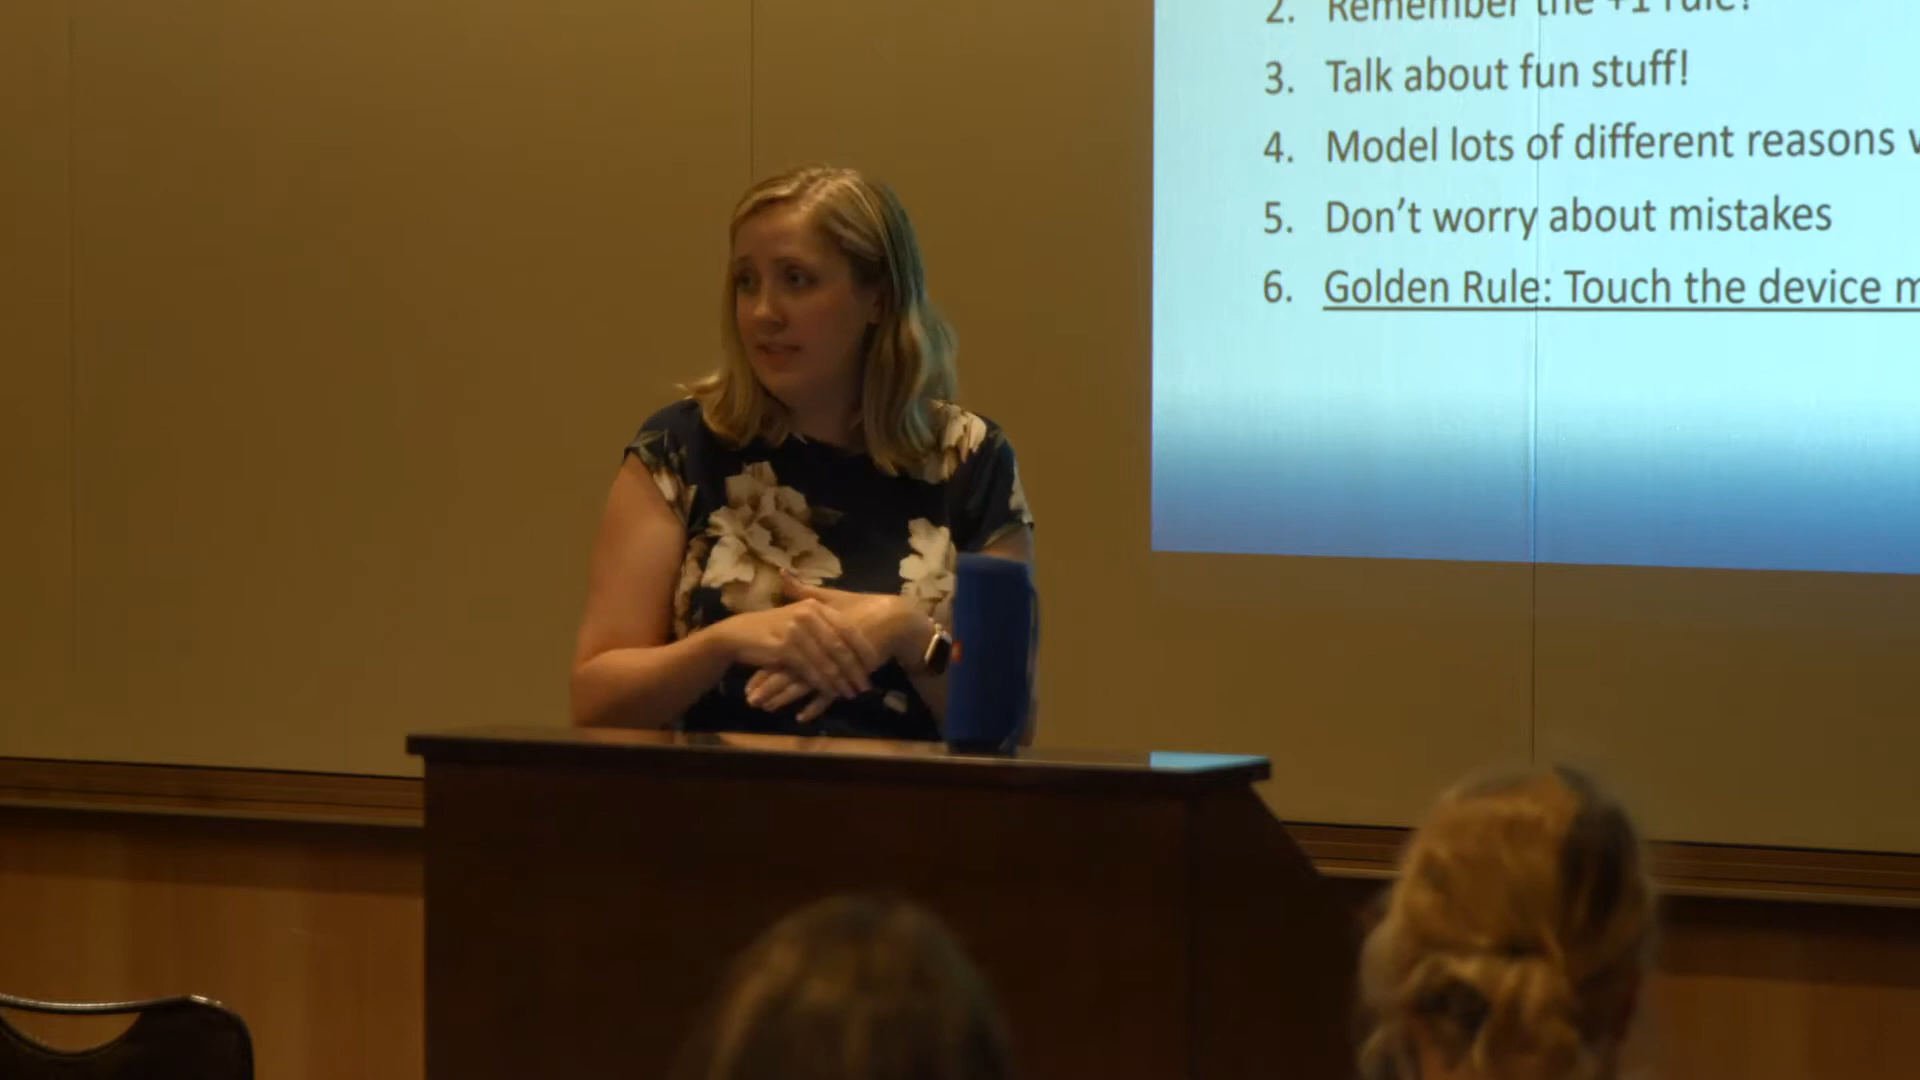 2. Remember the +1 rule!
3. Talk about fun stuff!
4. Model lots of different reasons
5. Don't worry about mistakes
6. Golden Rule: Touch the device